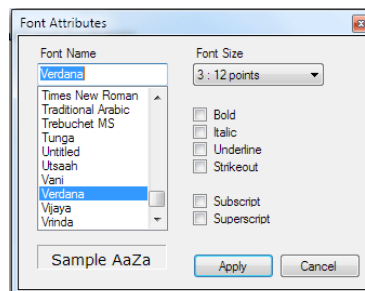 Font Attributes
Font Name
Verdana
Times New Roman
Traditional Arabic
Trebuchet MS
Tunga
Untitled
Utsaah
Vani
Verdana
Vijaya
Vrinda
Sample AaZa
Font Size
3 : 12 points
Bold
Italic
Underline
Strikeout
Subscript
Superscript
Apply
Cancel